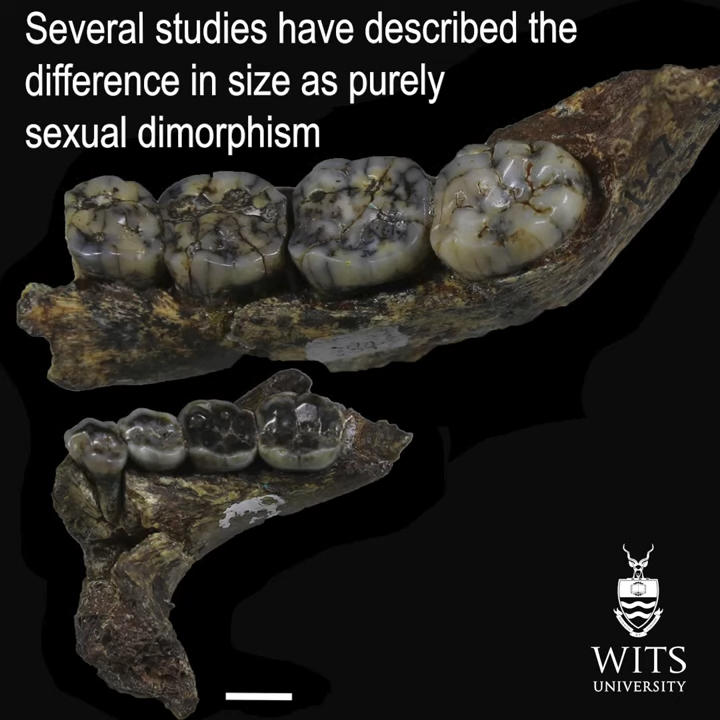 Several studies have described the
difference in size as purely
sexual dimorphism
WITS
UNIVERSITY